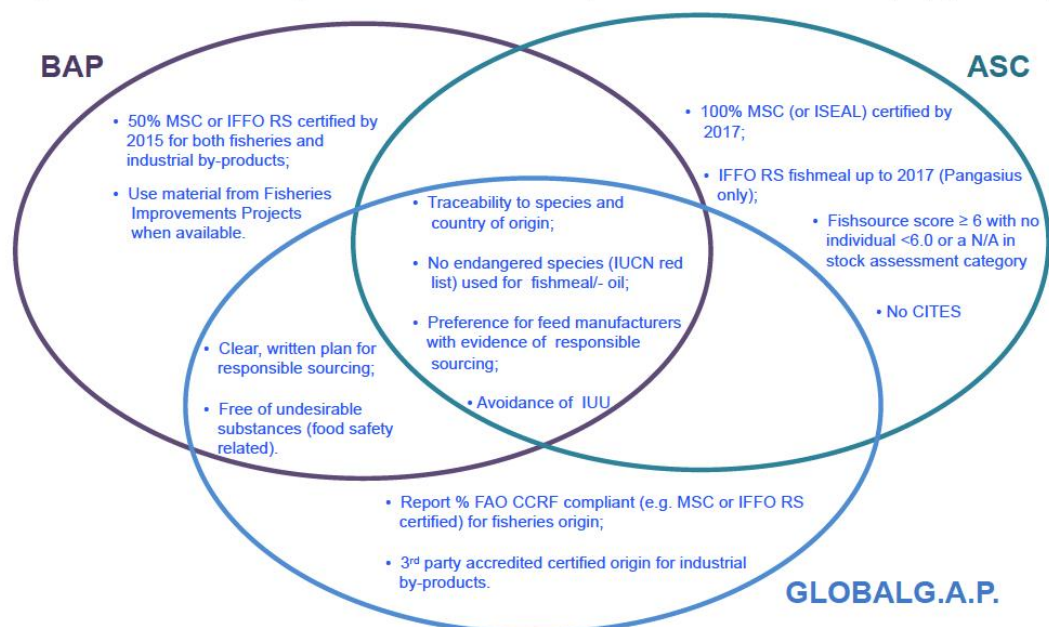 BAP
• 50% MSC or IFFO RS certified by
2015 for both fisheries and
industrial by-products;
• Use material from Fisheries
Improvements Projects
when available.
ASC
• 100% MSC (or ISEAL) certified by
2017;
• IFFO RS fishmeal up to 2017 (Pangasius
only);
• Fishsource score ≥ 6 with no
individual <6.0 or a N/A in
stock assessment category
• No CITES
• Traceability to species and
country of origin;
• No endangered species (IUCN red
list) used for fishmeal/- oil;
• Preference for feed manufacturers
with evidence of responsible
sourcing;
• Avoidance of IUU
• Clear, written plan for
responsible sourcing;
• Free of undesirable
substances (food safety
related).
• Report % FAO CCRF compliant (e.g. MSC or IFFO RS
certified) for fisheries origin;
• 3rd party accredited certified origin for industrial
by-products.
GLOBALG.A.P.